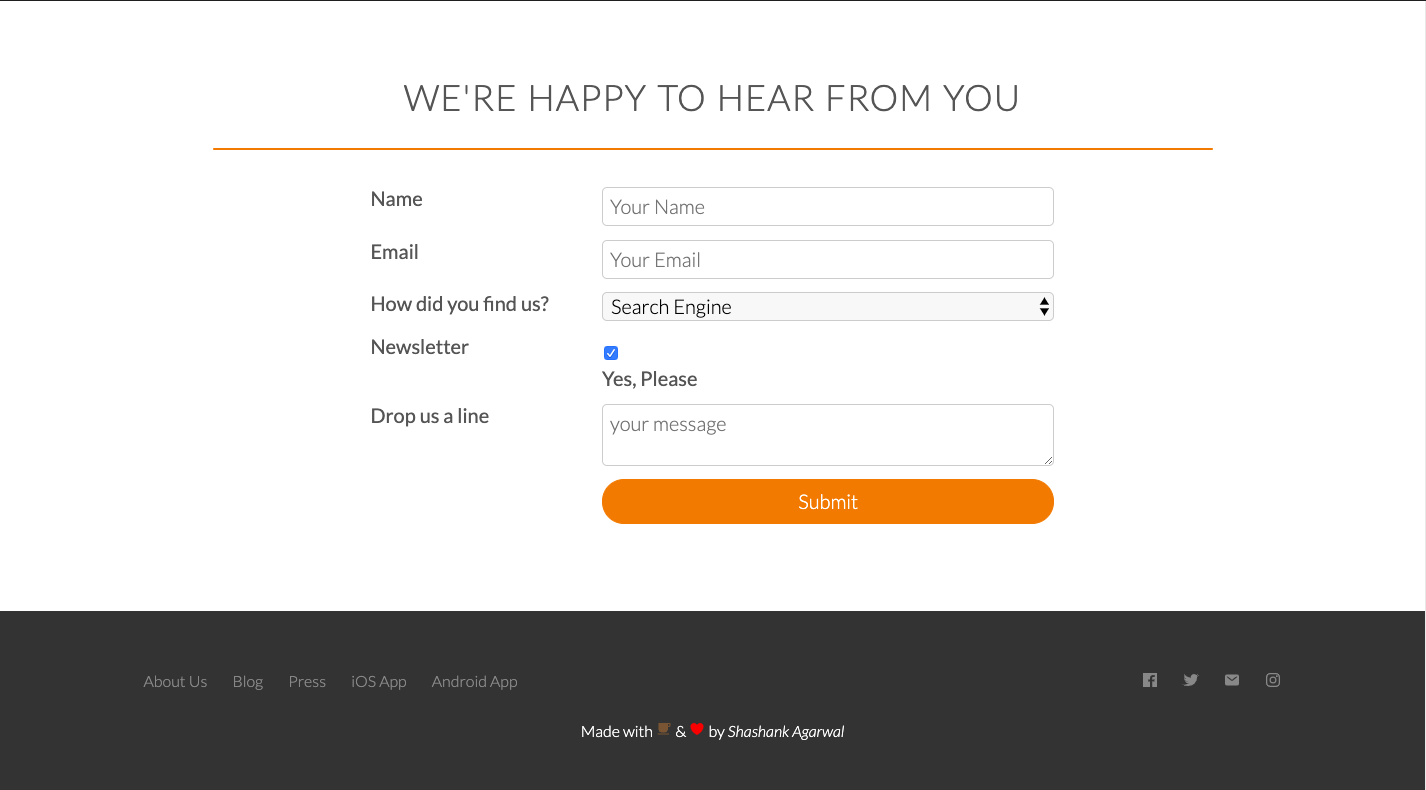 WE'RE HAPPY TO HEAR FROM YOU
Name
Your Name
Email
Your Email
How did you find us?
Search Engine
Newsletter
Yes, Please
Drop us a line
your message
Submit
About Us Blog Press iOS App Android App
Made with & by Shashank Agarwal